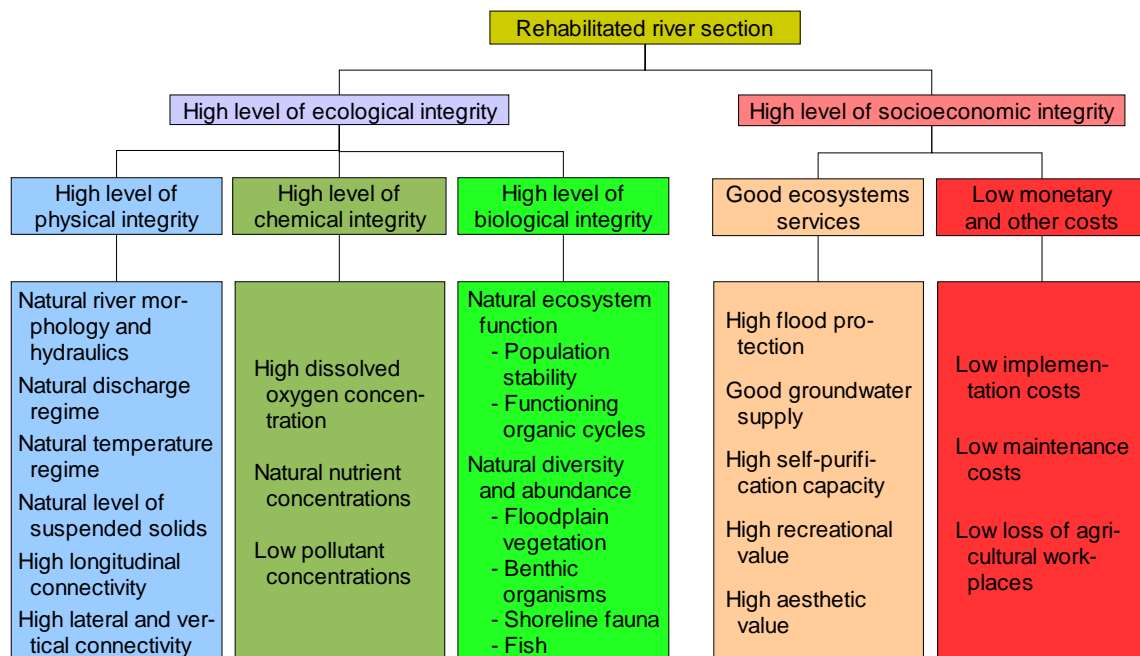 Rehabilitated river section
High level of ecological integrity
High level of socioeconomic integrity
High level of
physical integrity
High level of
chemical integrity
High level of
biological integrity
Good ecosystems
services
Low monetary
and other costs
Natural river mor-
phology and
hydraulics
Natural discharge
regime
Natural temperature
regime
Natural level of
suspended solids
High longitudinal
connectivity
High lateral and ver-
tical connectivity
High dissolved
oxygen concen-
tration
Natural nutrient
concentrations
Low pollutant
concentrations
Natural ecosystem
function
- Population
stability
- Functioning
organic cycles
Natural diversity
and abundance
- Floodplain
vegetation
- Benthic
organisms
- Shoreline fauna
- Fish
High flood pro-
tection
Good groundwater
supply
High self-purifi-
cation capacity
High recreational
value
High aesthetic
value
Low implemen-
tation costs
Low maintenance
costs
Low loss of agri-
cultural work-
places